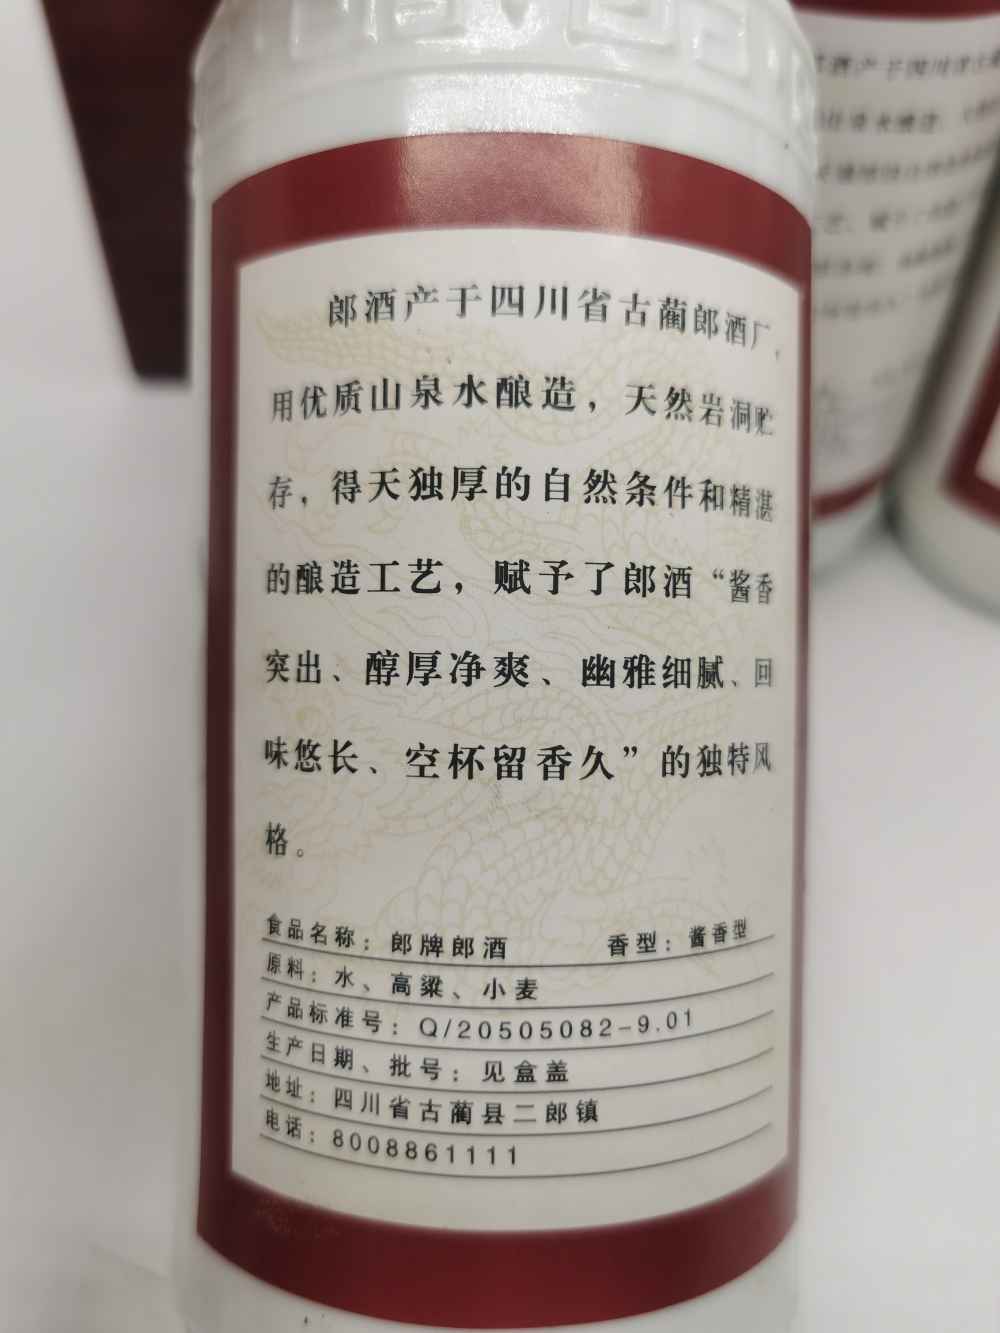 郎酒产于四川省古蔺郎酒厂,
用优质山泉水酿造，天然岩洞贮
存，得天独厚的自然条件和精湛
的酿造工艺，赋予了郎酒“酱香
突出、醇厚净爽、幽雅细腻、回
味悠长、空杯留香久”的独特风
格。
食品名称：郎牌郎酒 香型：酱香型
原料：水、高粱、小麦
产品标准号：Q/20505082-9.01
生产日期、批号：见盒盖
地址：四川省古蔺县二郎镇
电话：8008861111